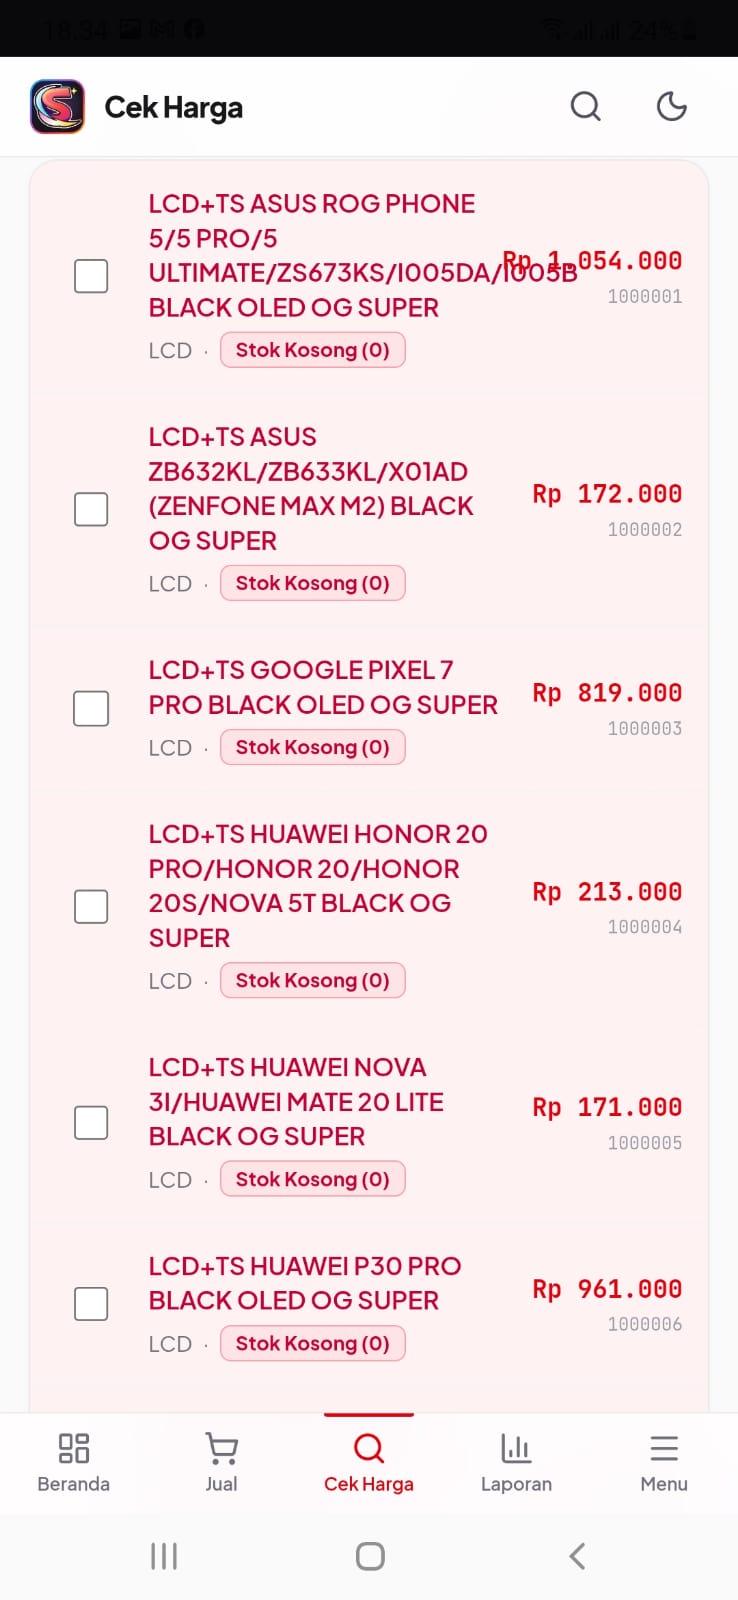 18.34
24%
Cek Harga
LCD+TS ASUS ROG PHONE
5/5 PRO/5
ULTIMATE/ZS673KS/I005DA/I005B
BLACK OLED OG SUPER
Rp 1.054.000
1000001
LCD · Stok Kosong (0)
LCD+TS ASUS
ZB632KL/ZB633KL/X01AD
(ZENFONE MAX M2) BLACK
OG SUPER
Rp 172.000
1000002
LCD · Stok Kosong (0)
LCD+TS GOOGLE PIXEL 7
PRO BLACK OLED OG SUPER
Rp 819.000
1000003
LCD · Stok Kosong (0)
LCD+TS HUAWEI HONOR 20
PRO/HONOR 20/HONOR
20S/NOVA 5T BLACK OG
SUPER
Rp 213.000
1000004
LCD · Stok Kosong (0)
LCD+TS HUAWEI NOVA
3I/HUAWEI MATE 20 LITE
BLACK OG SUPER
Rp 171.000
1000005
LCD · Stok Kosong (0)
LCD+TS HUAWEI P30 PRO
BLACK OLED OG SUPER
Rp 961.000
1000006
LCD · Stok Kosong (0)
Beranda
Jual
Cek Harga
Laporan
Menu